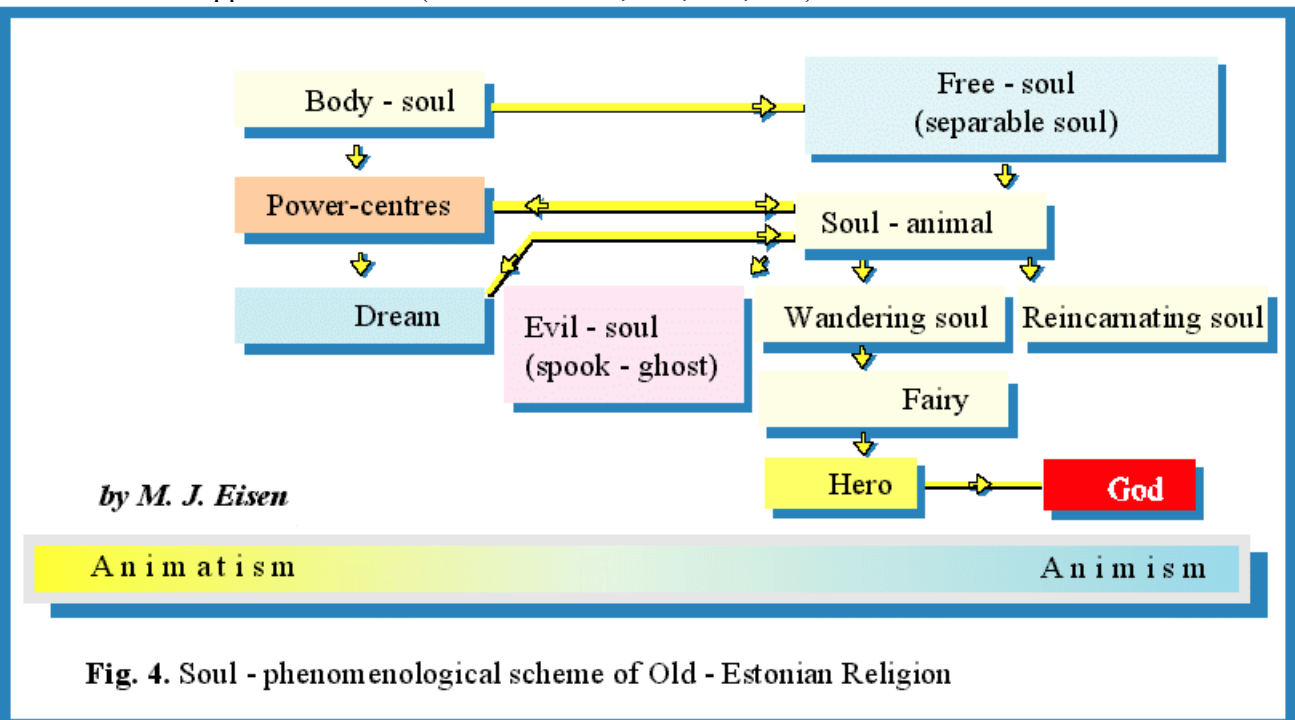 Body - soul
Free - soul
(separable soul)
Power-centres
Soul - animal
Dream
Evil - soul
(spook - ghost)
Wandering soul
Reincarnating soul
Fairy
Hero
God
by M. J. Eisen
Animatism
Animism
Fig. 4. Soul - phenomenological scheme of Old - Estonian Religion